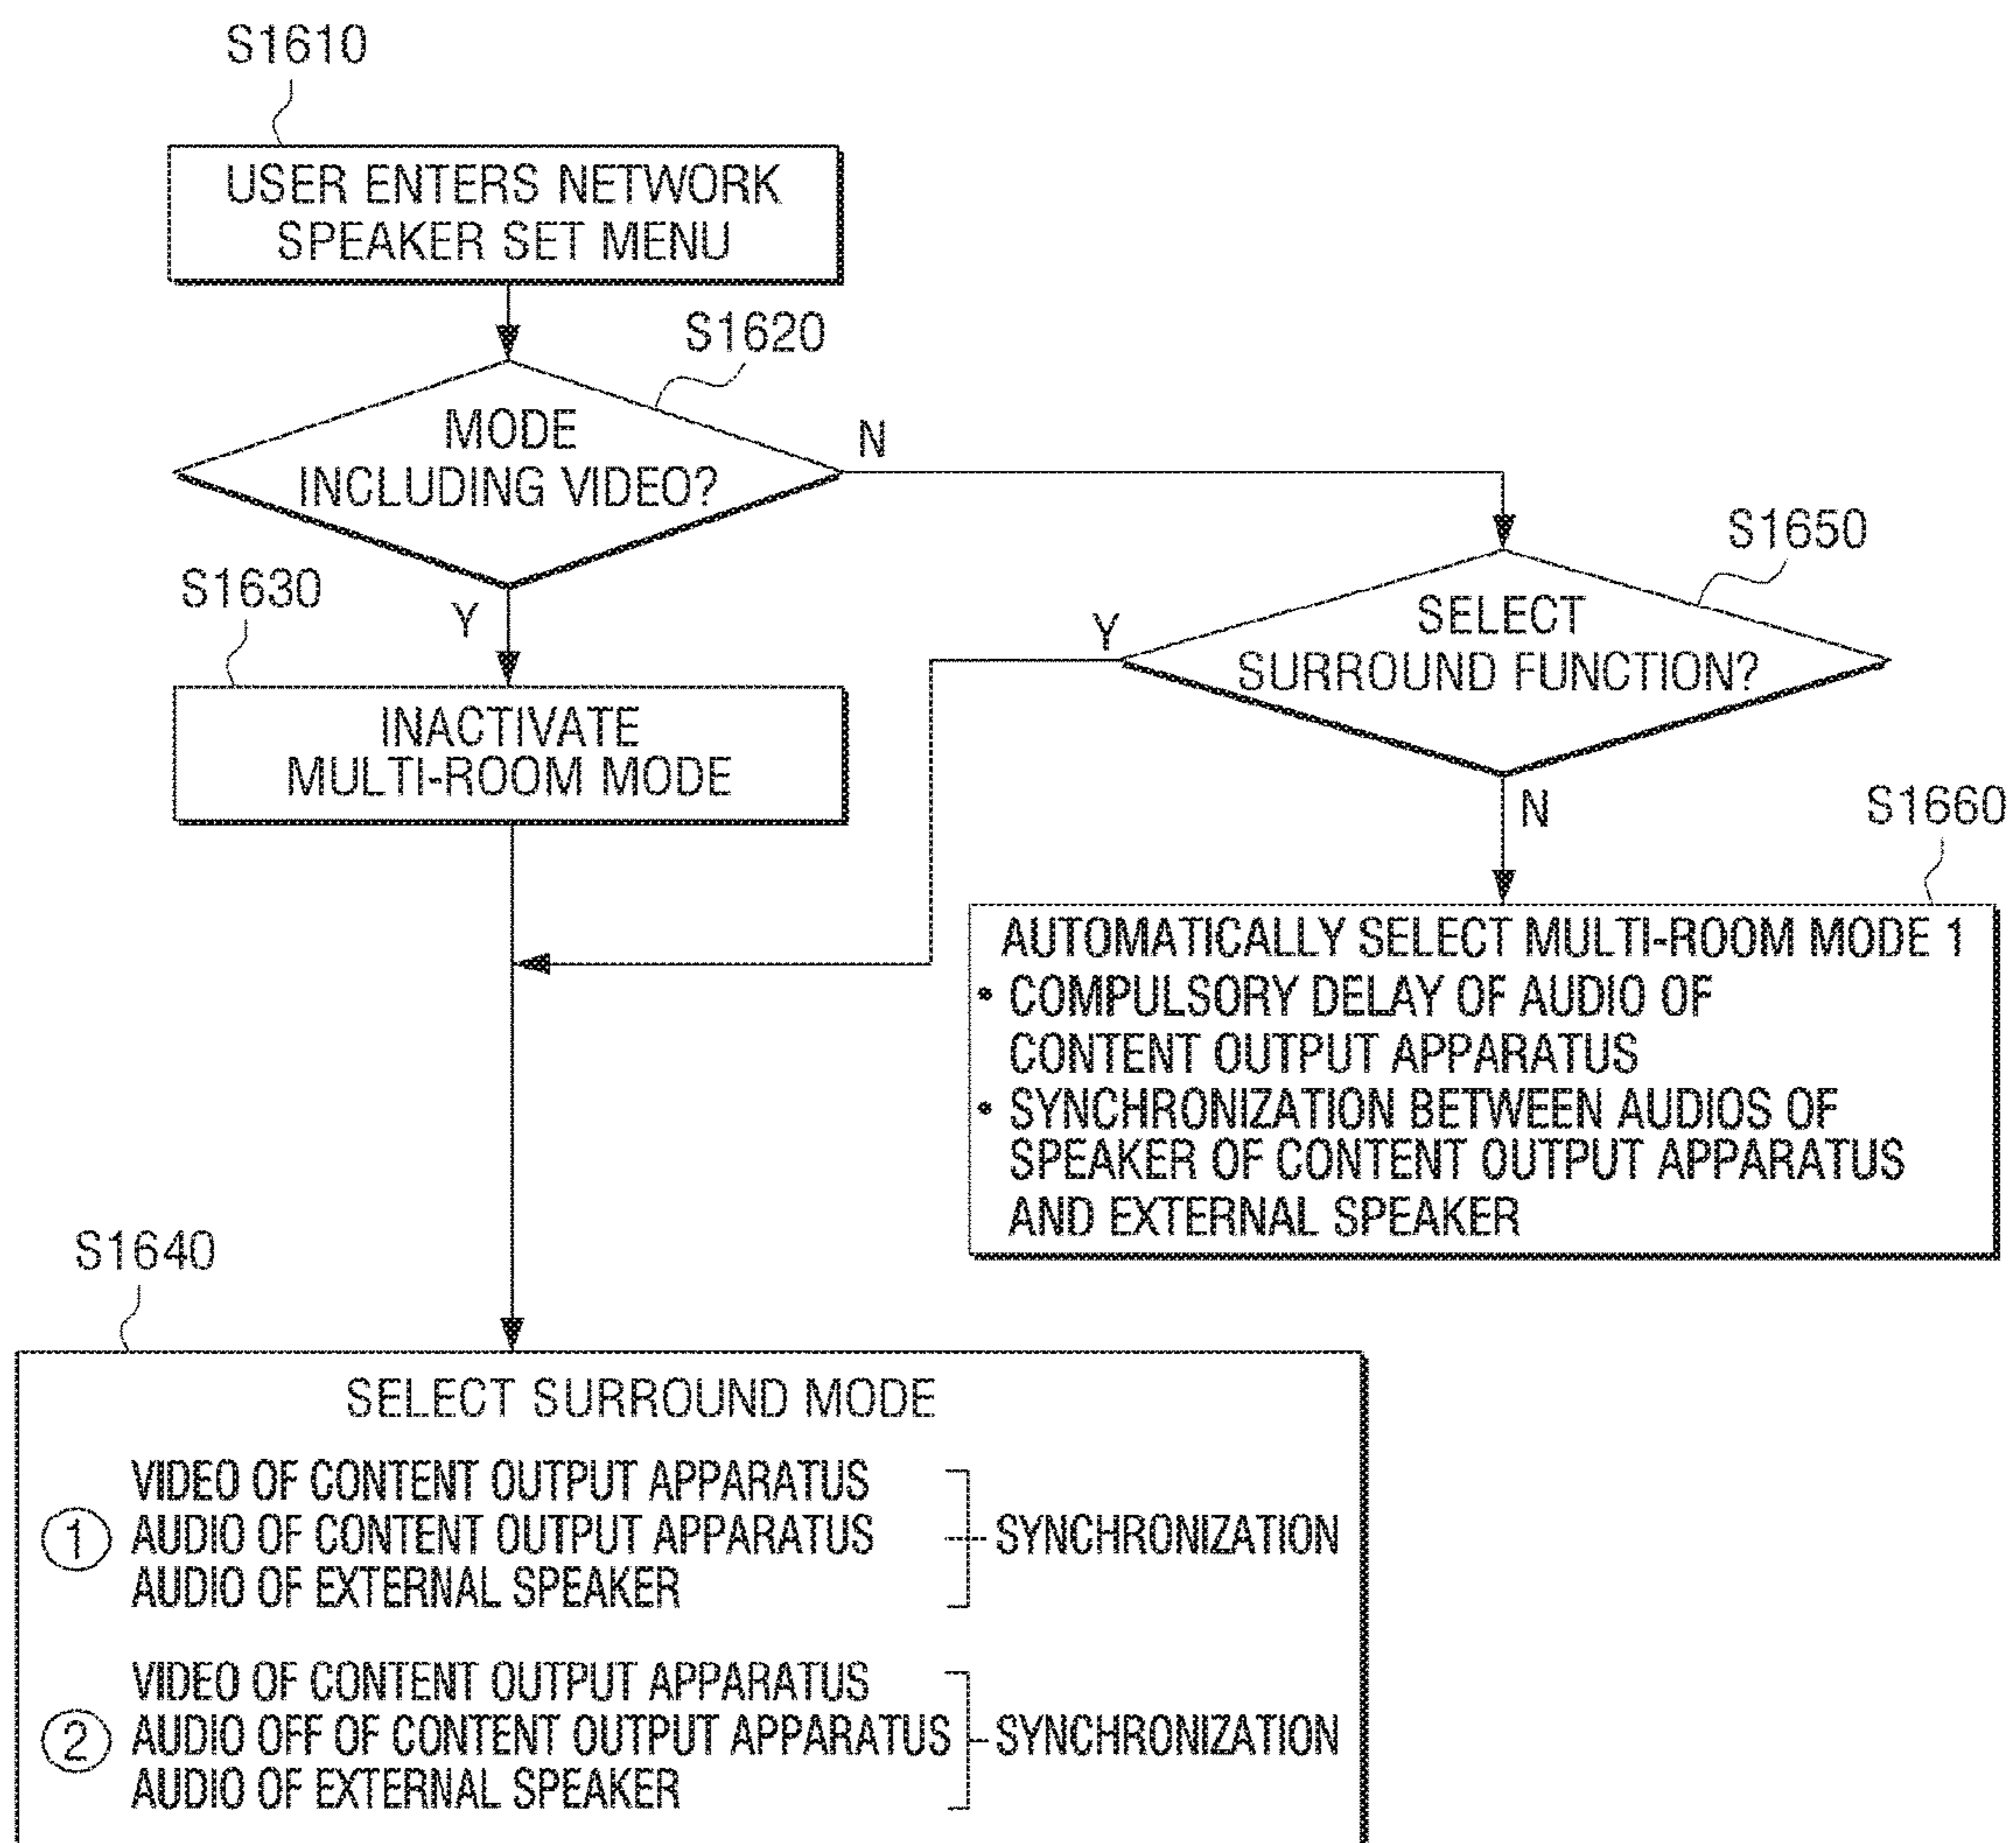 S1610
USER ENTERS NETWORK
SPEAKER SET MENU
S1620
MODE
INCLUDING VIDEO?
N
Y
S1630
INACTIVATE
MULTI-ROOM MODE
S1650
SELECT
SURROUND FUNCTION?
Y
N
S1660
AUTOMATICALLY SELECT MULTI-ROOM MODE 1
• COMPULSORY DELAY OF AUDIO OF
CONTENT OUTPUT APPARATUS
• SYNCHRONIZATION BETWEEN AUDIOS OF
SPEAKER OF CONTENT OUTPUT APPARATUS
AND EXTERNAL SPEAKER
S1640
SELECT SURROUND MODE
VIDEO OF CONTENT OUTPUT APPARATUS
① AUDIO OF CONTENT OUTPUT APPARATUS SYNCHRONIZATION
AUDIO OF EXTERNAL SPEAKER
VIDEO OF CONTENT OUTPUT APPARATUS
② AUDIO OFF OF CONTENT OUTPUT APPARATUS SYNCHRONIZATION
AUDIO OF EXTERNAL SPEAKER